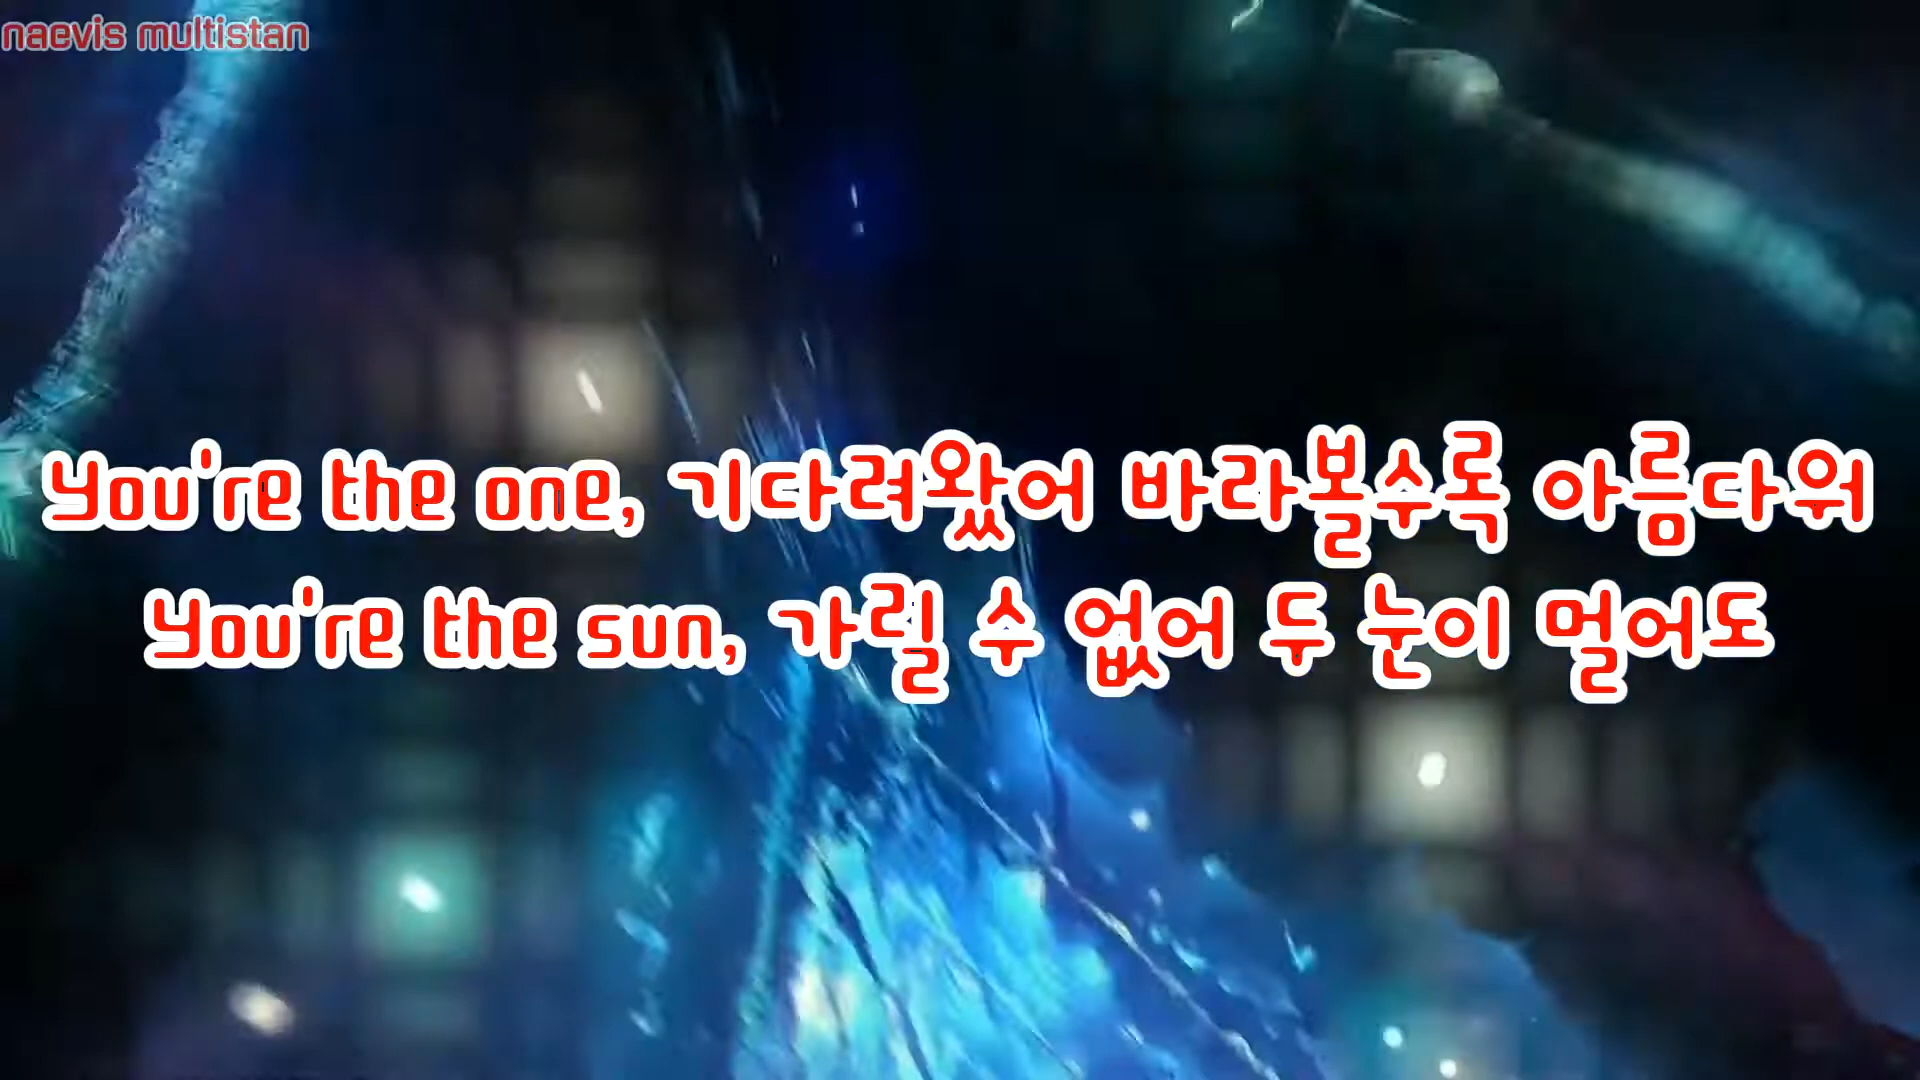 naevis multistan
You're the one, 기다려왔어 바라볼수록 아름다워
You're the sun, 가릴 수 없어 두 눈이 멀어도